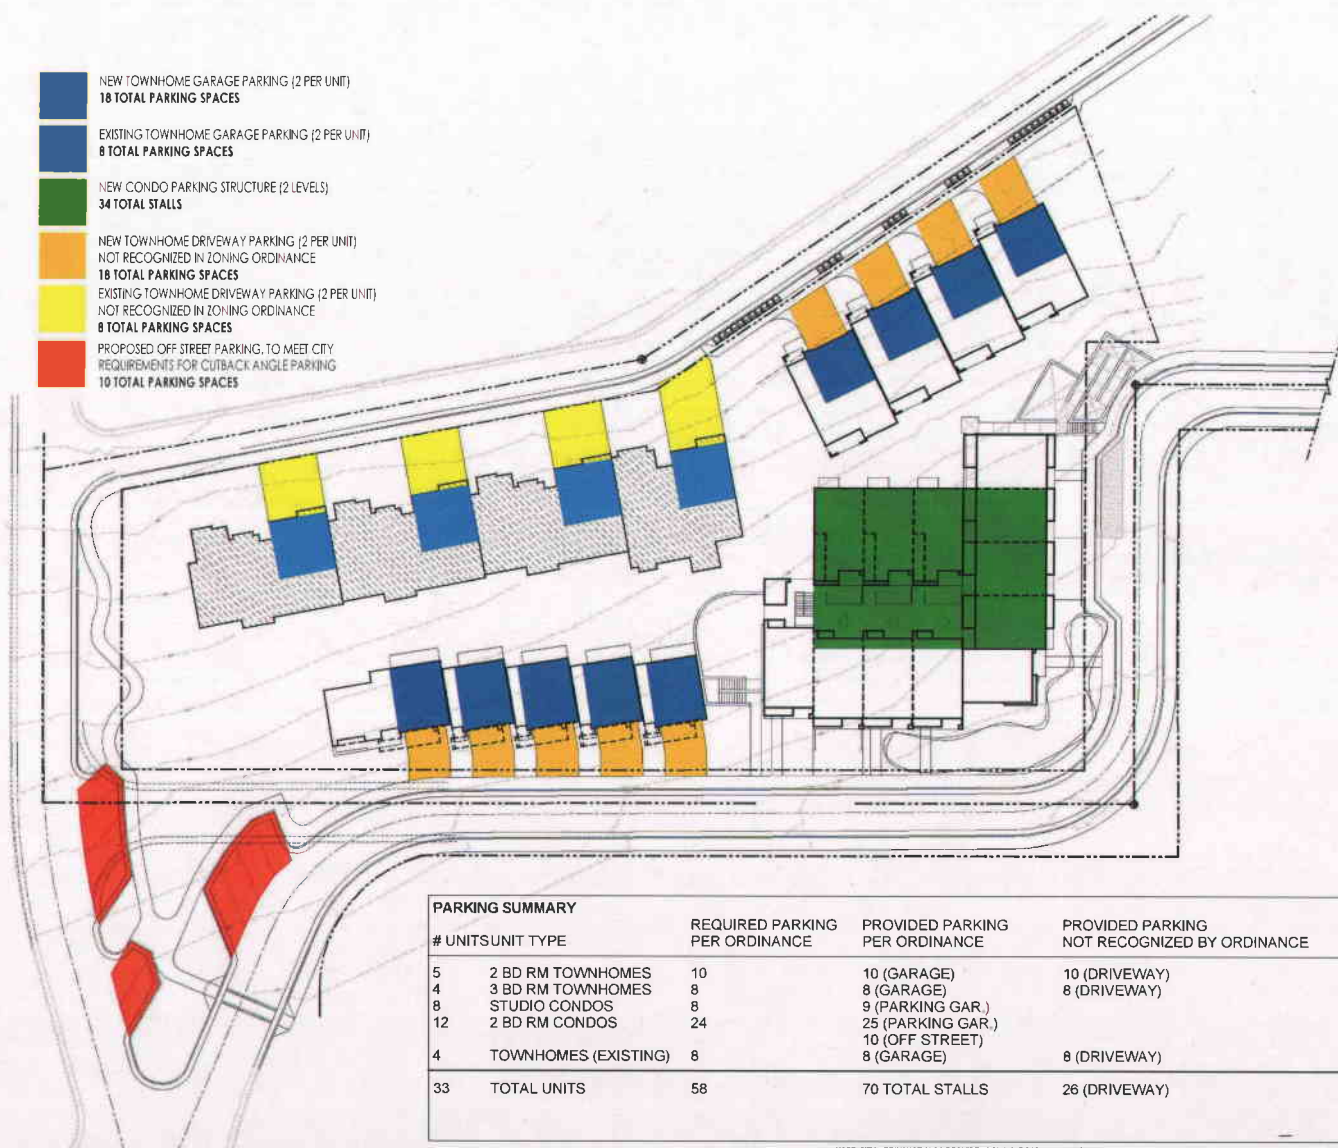 NEW TOWNHOME GARAGE PARKING (2 PER UNIT)
18 TOTAL PARKING SPACES
EXISTING TOWNHOME GARAGE PARKING (2 PER UNIT)
8 TOTAL PARKING SPACES
NEW CONDO PARKING STRUCTURE (2 LEVELS)
34 TOTAL STALLS
NEW TOWNHOME DRIVEWAY PARKING (2 PER UNIT)
NOT RECOGNIZED IN ZONING ORDINANCE
18 TOTAL PARKING SPACES
EXISTING TOWNHOME DRIVEWAY PARKING (2 PER UNIT)
NOT RECOGNIZED IN ZONING ORDINANCE
8 TOTAL PARKING SPACES
PROPOSED OFF STREET PARKING, TO MEET CITY
REQUIREMENTS FOR CUTBACK ANGLE PARKING
10 TOTAL PARKING SPACES
PARKING SUMMARY
# UNITS UNIT TYPE REQUIRED PARKING PER ORDINANCE PROVIDED PARKING PER ORDINANCE PROVIDED PARKING NOT RECOGNIZED BY ORDINANCE
5 2 BD RM TOWNHOMES 10 10 (GARAGE) 10 (DRIVEWAY)
4 3 BD RM TOWNHOMES 8 8 (GARAGE) 8 (DRIVEWAY)
8 STUDIO CONDOS 8 9 (PARKING GAR.)
12 2 BD RM CONDOS 24 25 (PARKING GAR.)
10 (OFF STREET)
4 TOWNHOMES (EXISTING) 8 8 (GARAGE) 8 (DRIVEWAY)
33 TOTAL UNITS 58 70 TOTAL STALLS 26 (DRIVEWAY)